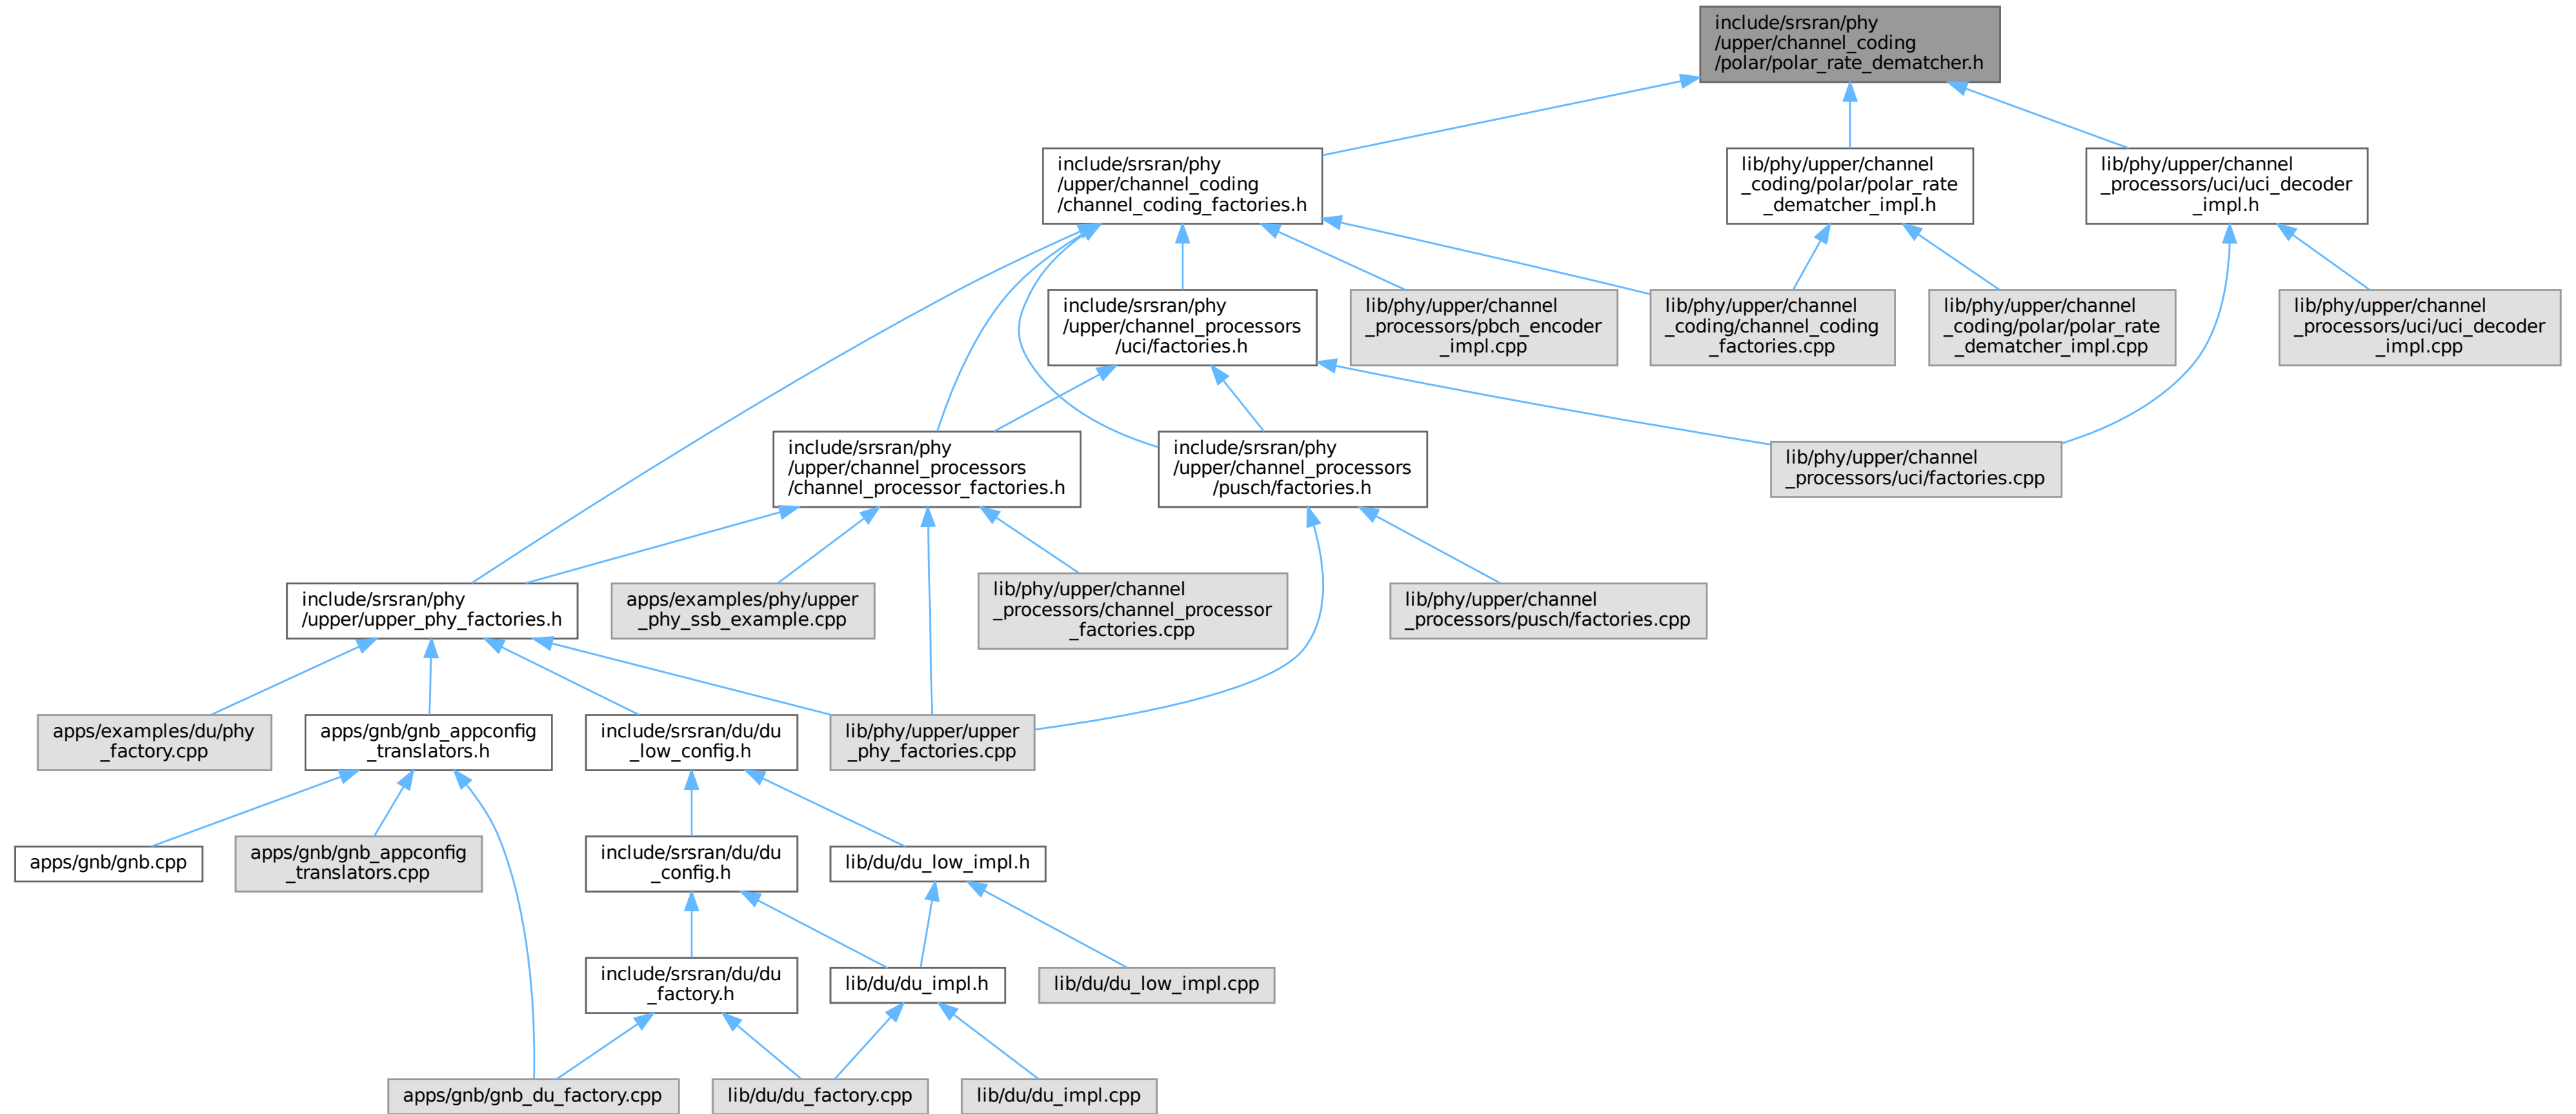 include/srsran/phy
/upper/channel_coding
/polar/polar_rate_dematcher.h
include/srsran/phy
/upper/channel_coding
/channel_coding_factories.h
lib/phy/upper/channel
_coding/polar/polar_rate
_dematcher_impl.h
lib/phy/upper/channel
_processors/uci/uci_decoder
_impl.h
include/srsran/phy
/upper/channel_processors
/uci/factories.h
lib/phy/upper/channel
_processors/pbch_encoder
_impl.cpp
lib/phy/upper/channel
_coding/channel_coding
_factories.cpp
lib/phy/upper/channel
_coding/polar/polar_rate
_dematcher_impl.cpp
lib/phy/upper/channel
_processors/uci/uci_decoder
_impl.cpp
include/srsran/phy
/upper/channel_processors
/channel_processor_factories.h
include/srsran/phy
/upper/channel_processors
/pusch/factories.h
lib/phy/upper/channel
_processors/uci/factories.cpp
include/srsran/phy
/upper/upper_phy_factories.h
apps/examples/phy/upper
_phy_ssb_example.cpp
lib/phy/upper/channel
_processors/channel_processor
_factories.cpp
lib/phy/upper/channel
_processors/pusch/factories.cpp
apps/examples/du/phy
_factory.cpp
apps/gnb/gnb_appconfig
_translators.h
include/srsran/du/du
_low_config.h
lib/phy/upper/upper
_phy_factories.cpp
apps/gnb/gnb.cpp
apps/gnb/gnb_appconfig
_translators.cpp
include/srsran/du/du
_config.h
lib/du/du_low_impl.h
include/srsran/du/du
_factory.h
lib/du/du_impl.h
lib/du/du_low_impl.cpp
apps/gnb/gnb_du_factory.cpp
lib/du/du_factory.cpp
lib/du/du_impl.cpp